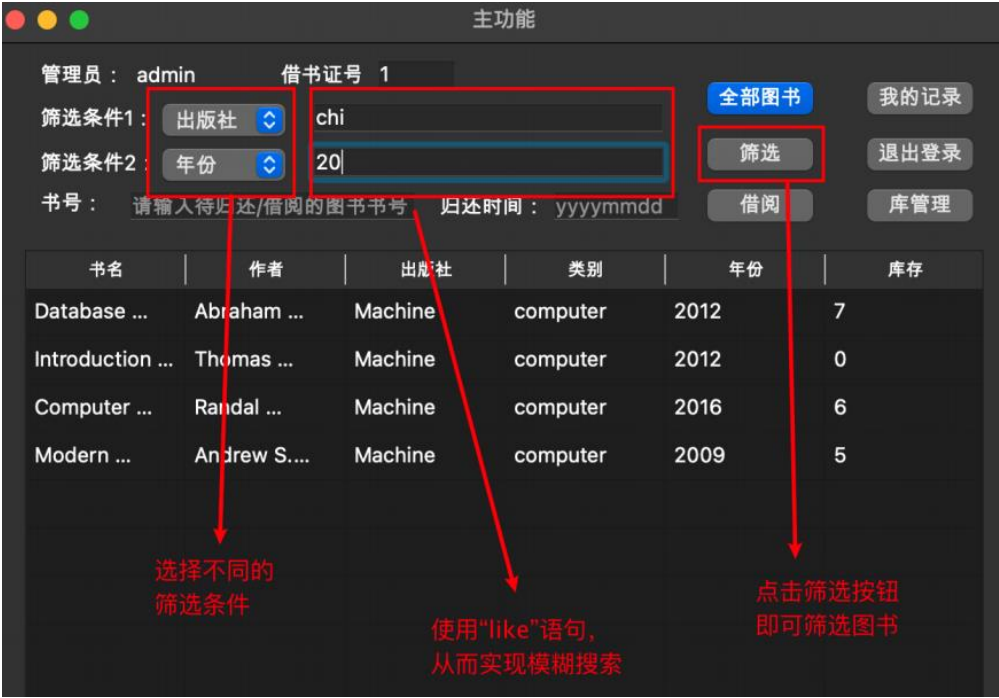 主功能
管理员： admin 借书证号 1
全部图书 我的记录
筛选条件1： 出版社 chi
筛选条件2： 年份 20 筛选 退出登录
书号： 请输入待归还/借阅的图书书号 归还时间： yyyymmdd 借阅 库管理
书名 作者 出版社 类别 年份 库存
Database ... Abraham ... Machine computer 2012 7
Introduction ... Thomas ... Machine computer 2012 0
Computer ... Randal ... Machine computer 2016 6
Modern ... Andrew S.... Machine computer 2009 5
选择不同的
筛选条件
使用“like”语句，
从而实现模糊搜索
点击筛选按钮
即可筛选图书